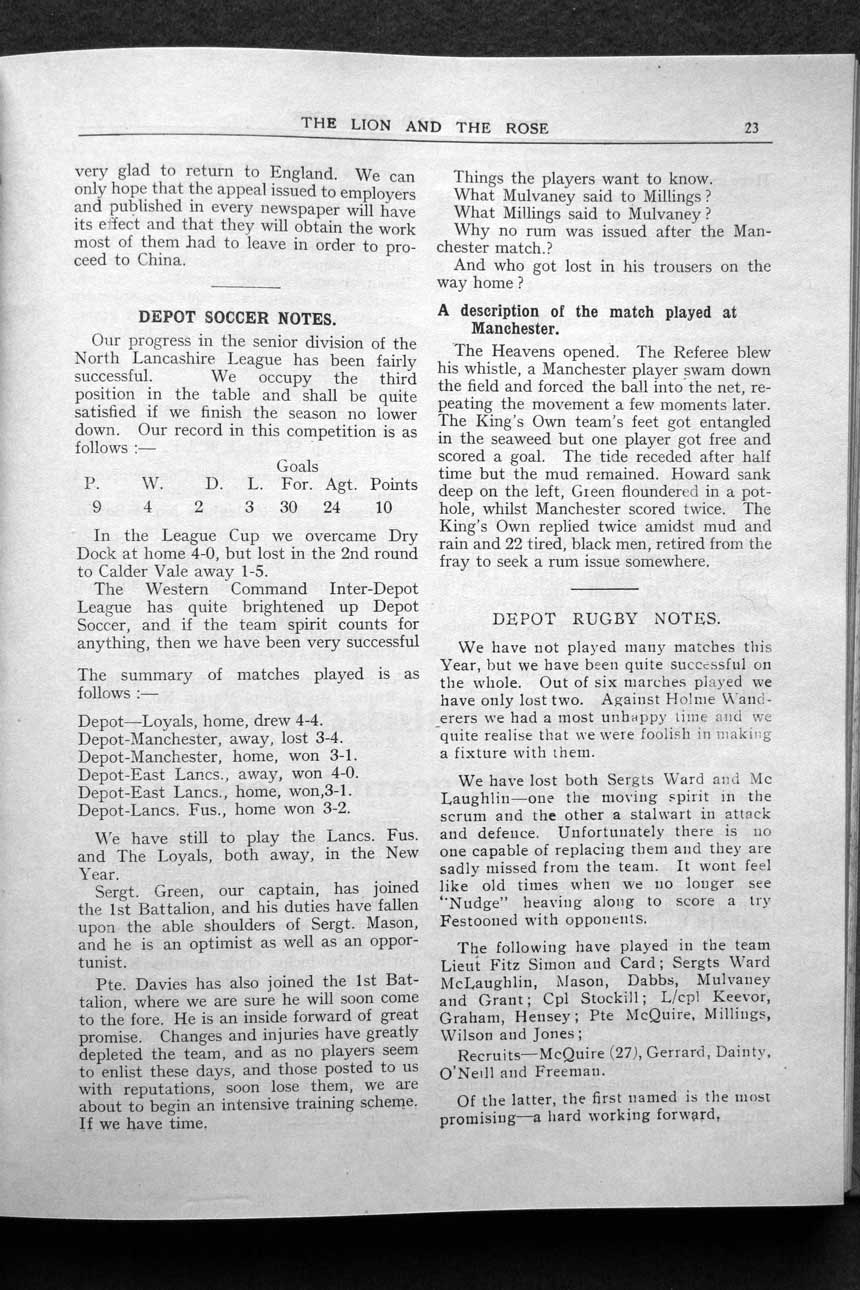 THE LION AND THE ROSE 23
very glad to return to England. We can
only hope that the appeal issued to employers
and published in every newspaper will have
its effect and that they will obtain the work
most of them had to leave in order to pro-
ceed to China.
DEPOT SOCCER NOTES.
Our progress in the senior division of the
North Lancashire League has been fairly
successful. We occupy the third
position in the table and shall be quite
satisfied if we finish the season no lower
down. Our record in this competition is as
follows :—
Goals
P. W. D. L. For. Agt. Points
9 4 2 3 30 24 10
In the League Cup we overcame Dry
Dock at home 4-0, but lost in the 2nd round
to Calder Vale away 1-5.
The Western Command Inter-Depot
League has quite brightened up Depot
Soccer, and if the team spirit counts for
anything, then we have been very successful
The summary of matches played is as
follows :—
Depot—Loyals, home, drew 4-4.
Depot-Manchester, away, lost 3-4.
Depot-Manchester, home, won 3-1.
Depot-East Lancs., away, won 4-0.
Depot-East Lancs., home, won,3-1.
Depot-Lancs. Fus., home won 3-2.
We have still to play the Lancs. Fus.
and The Loyals, both away, in the New
Year.
Sergt. Green, our captain, has joined
the 1st Battalion, and his duties have fallen
upon the able shoulders of Sergt. Mason,
and he is an optimist as well as an oppor-
tunist.
Pte. Davies has also joined the 1st Bat-
talion, where we are sure he will soon come
to the fore. He is an inside forward of great
promise. Changes and injuries have greatly
depleted the team, and as no players seem
to enlist these days, and those posted to us
with reputations, soon lose them, we are
about to begin an intensive training scheme.
If we have time.
Things the players want to know.
What Mulvaney said to Millings ?
What Millings said to Mulvaney ?
Why no rum was issued after the Man-
chester match.?
And who got lost in his trousers on the
way home ?
A description of the match played at
Manchester.
The Heavens opened. The Referee blew
his whistle, a Manchester player swam down
the field and forced the ball into the net, re-
peating the movement a few moments later.
The King's Own team's feet got entangled
in the seaweed but one player got free and
scored a goal. The tide receded after half
time but the mud remained. Howard sank
deep on the left, Green floundered in a pot-
hole, whilst Manchester scored twice. The
King's Own replied twice amidst mud and
rain and 22 tired, black men, retired from the
fray to seek a rum issue somewhere.
DEPOT RUGBY NOTES.
We have not played many matches this
Year, but we have been quite successful on
the whole. Out of six marches played we
have only lost two. Against Holme Wand-
erers we had a most unhappy time and we
quite realise that we were foolish in making
a fixture with them.
We have lost both Sergts Ward and Mc
Laughlin—one the moving spirit in the
scrum and the other a stalwart in attack
and defence. Unfortunately there is no
one capable of replacing them and they are
sadly missed from the team. It wont feel
like old times when we no longer see
"Nudge" heaving along to score a try
Festooned with opponents.
The following have played in the team
Lieut Fitz Simon and Card; Sergts Ward
McLaughlin, Mason, Dabbs, Mulvaney
and Grant; Cpl Stockill; L/cpl Keevor,
Graham, Hensey; Pte McQuire, Millings,
Wilson and Jones;
Recruits—McQuire (27), Gerrard, Dainty,
O'Neill and Freeman.
Of the latter, the first named is the most
promising—a hard working forward,